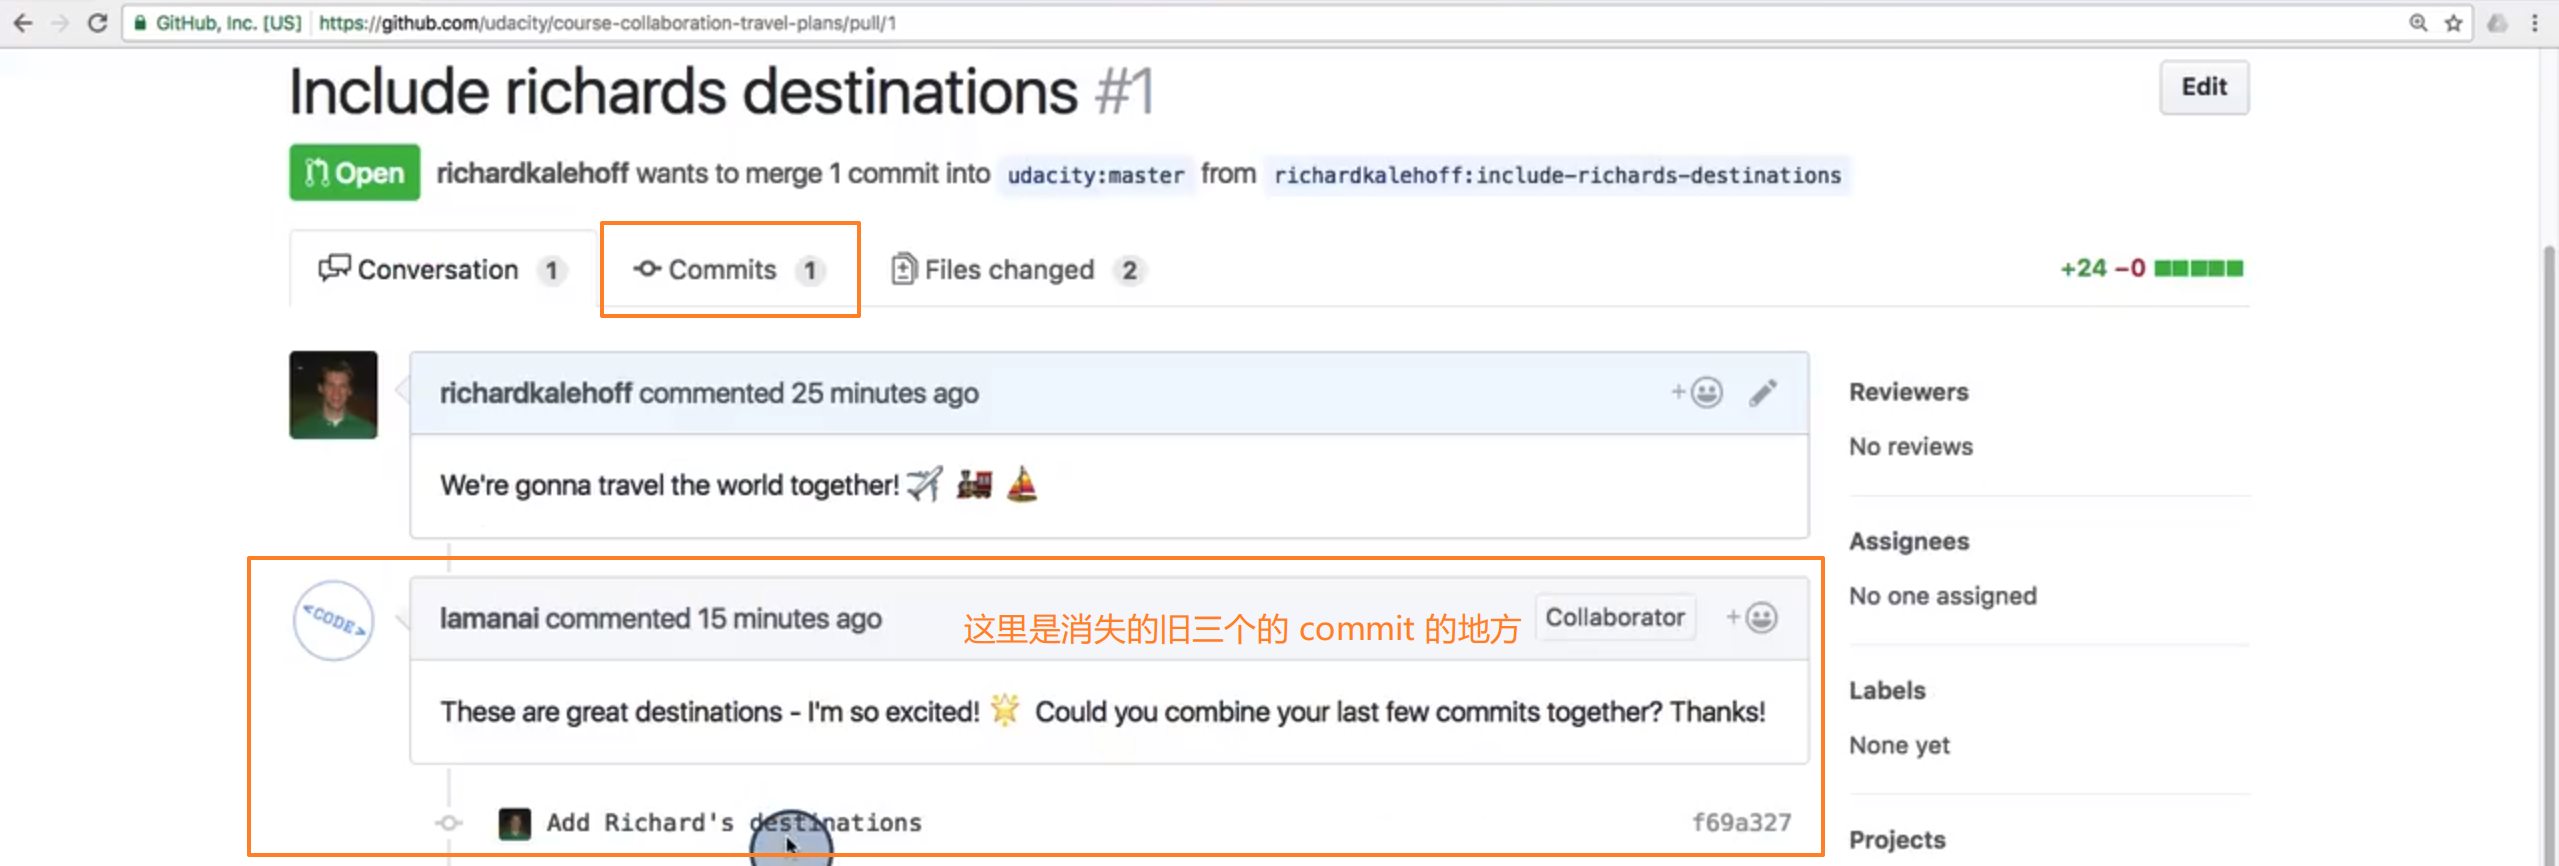 GitHub, Inc. [US] https://github.com/udacity/course-collaboration-travel-plans/pull/1
Include richards destinations #1
Edit
Open richardkalehoff wants to merge 1 commit into udacity:master from richardkalehoff:include-richards-destinations
Conversation 1 Commits 1 Files changed 2 +24 −0
richardkalehoff commented 25 minutes ago
We're gonna travel the world together! ✈️ 🚂 ⛵
Reviewers
No reviews
Assignees
No one assigned
Labels
None yet
Projects
<CODE>
lamanai commented 15 minutes ago 这里是消失的旧三个的 commit 的地方 Collaborator
These are great destinations - I'm so excited! 🌟 Could you combine your last few commits together? Thanks!
Add Richard's destinations f69a327